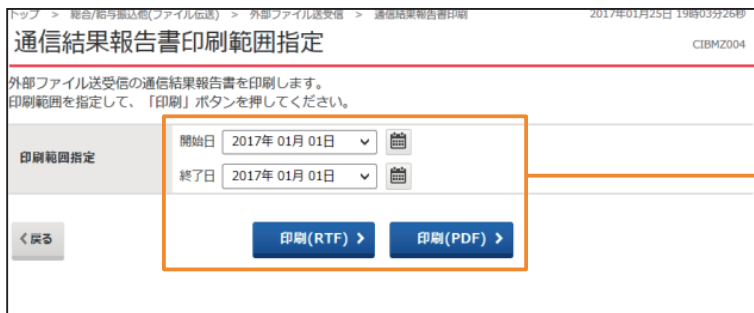 トップ > 総合/給与振込他(ファイル伝送) > 外部ファイル送受信 > 通信結果報告書印刷 2017年01月25日 19時03分26秒
通信結果報告書印刷範囲指定 CIBMZ004
外部ファイル送受信の通信結果報告書を印刷します。
印刷範囲を指定して、「印刷」ボタンを押してください。
印刷範囲指定
開始日 2017年 01月 01日
終了日 2017年 01月 01日
戻る 印刷(RTF) 印刷(PDF)